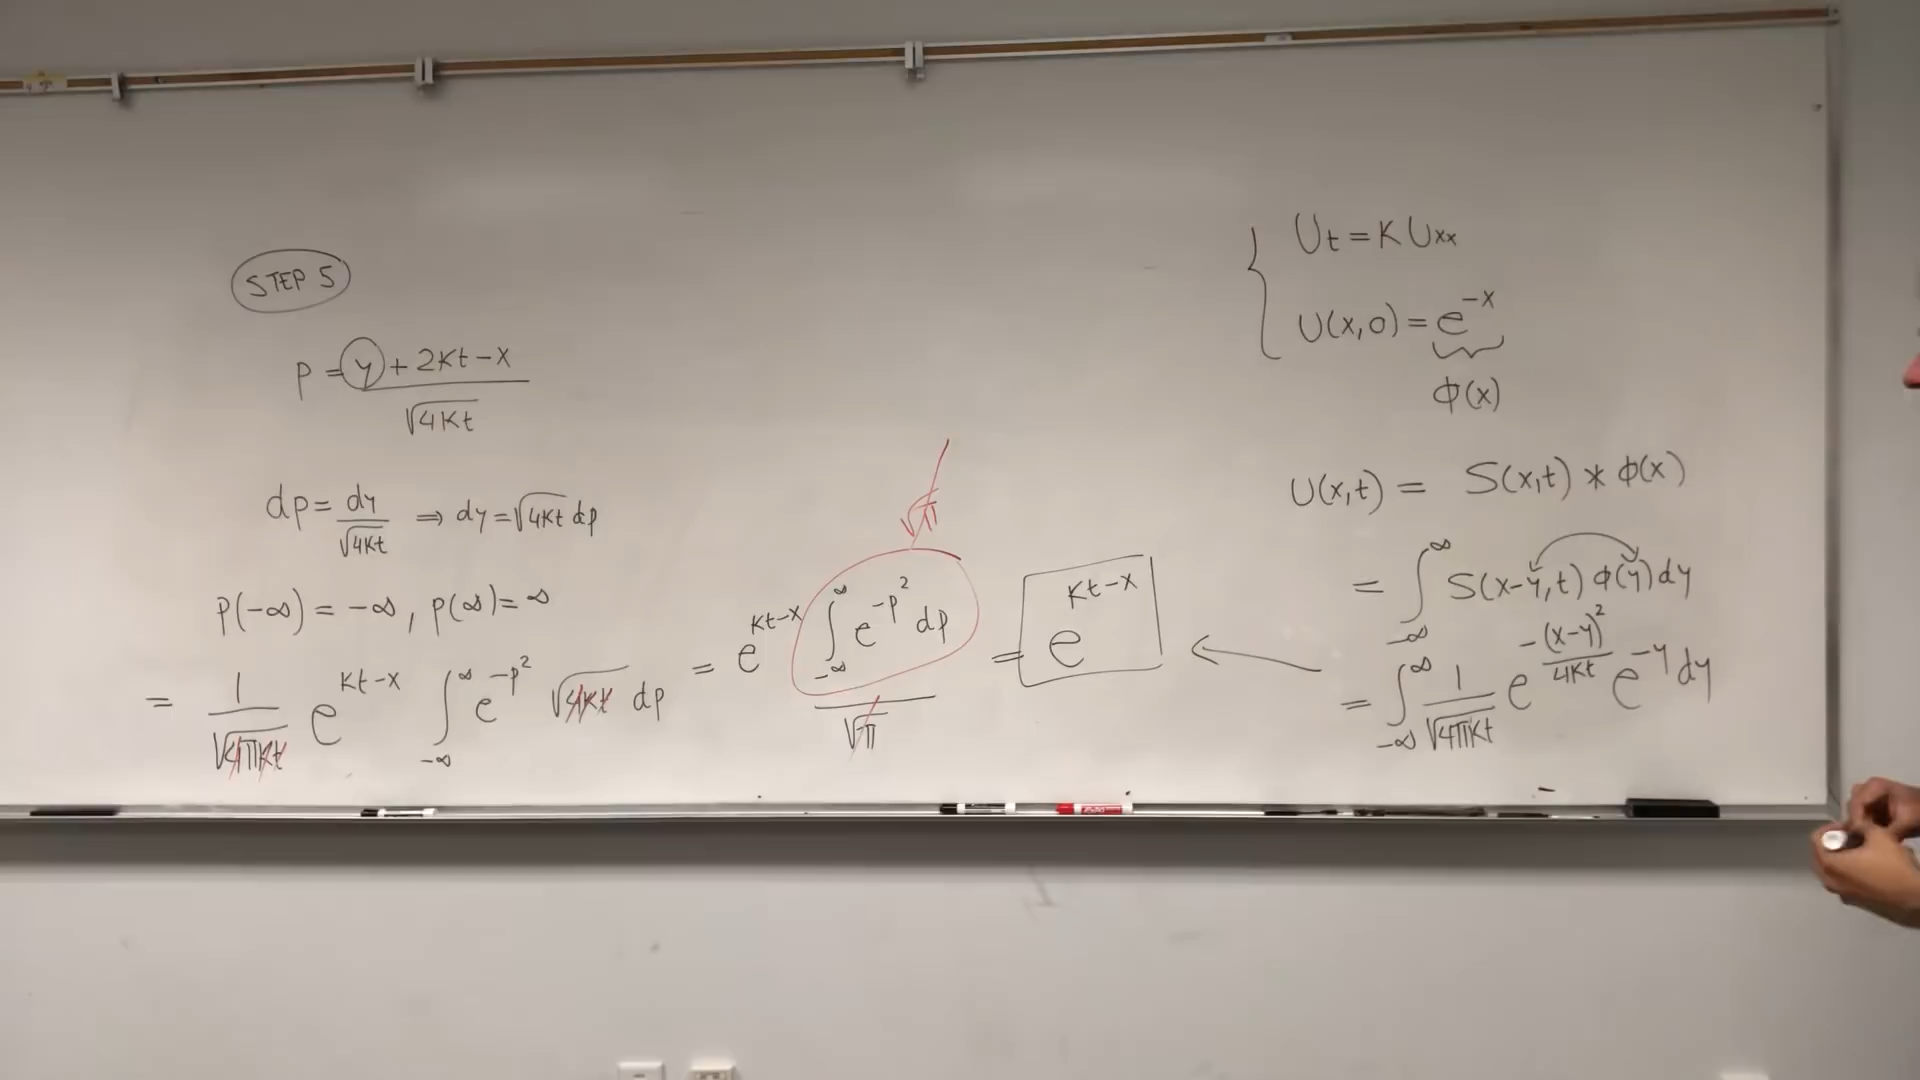 STEP 5
p = y + 2Kt - x / √4Kt
dp = dy / √4Kt ⇒ dy = √4Kt dp
p(-∞) = -∞, p(∞) = ∞
= 1/√4πKt e^{Kt-x} ∫_{-∞}^{∞} e^{-p²} √4Kt dp = e^{Kt-x} ∫_{-∞}^{∞} e^{-p²} dp / √π = e^{Kt-x}
√π
Ut = K Uxx
U(x,0) = e^{-x}
ϕ(x)
U(x,t) = S(x,t) * ϕ(x)
= ∫_{-∞}^{∞} S(x-y,t) ϕ(y) dy
= ∫_{-∞}^{∞} 1/√4πKt e^{-(x-y)²/4Kt} e^{-y} dy